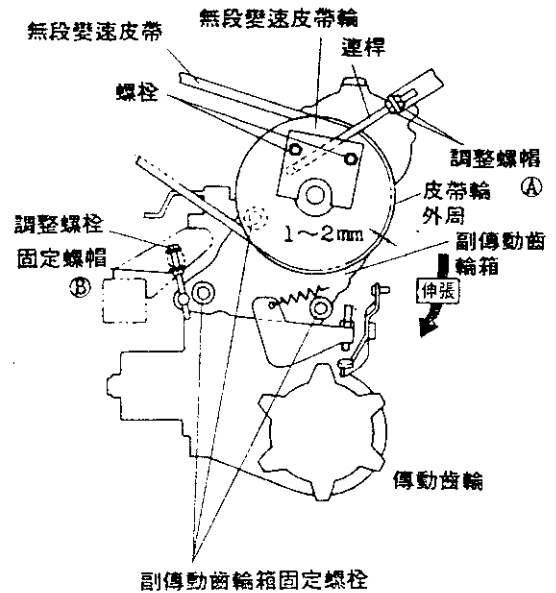 無段變速皮帶輪
無段變速皮帶
連桿
螺栓
調整螺帽
Ⓐ
皮帶輪
外周
1~2mm
副傳動齒
輪箱
調整螺栓
固定螺帽
Ⓑ
伸張
傳動齒輪
副傳動齒輪箱固定螺栓